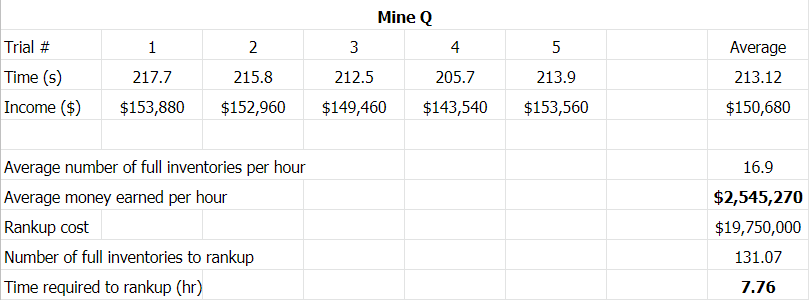 Mine Q
Trial # 1 2 3 4 5 Average
Time (s) 217.7 215.8 212.5 205.7 213.9 213.12
Income ($) $153,880 $152,960 $149,460 $143,540 $153,560 $150,680
Average number of full inventories per hour 16.9
Average money earned per hour $2,545,270
Rankup cost $19,750,000
Number of full inventories to rankup 131.07
Time required to rankup (hr) 7.76